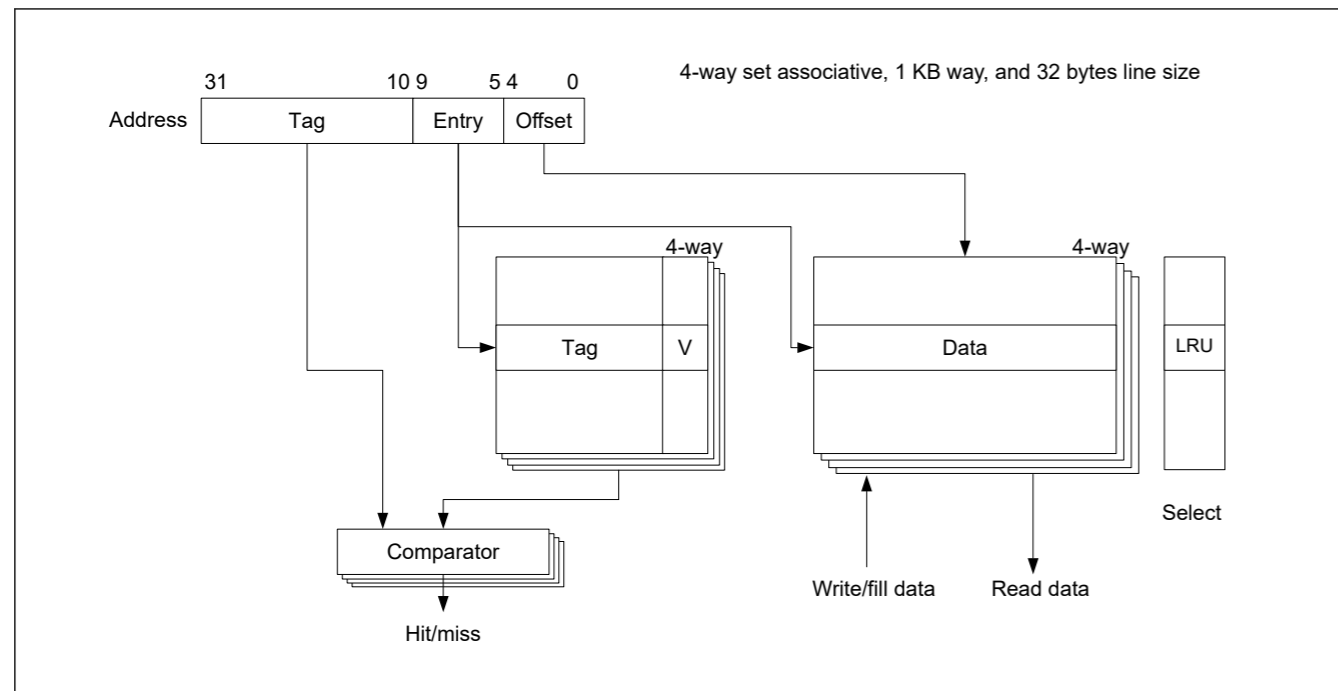 4-way set associative, 1 KB way, and 32 bytes line size
31 10 9 5 4 0
Address Tag Entry Offset
4-way 4-way
Tag V Data LRU
Select
Comparator
Write/fill data Read data
Hit/miss